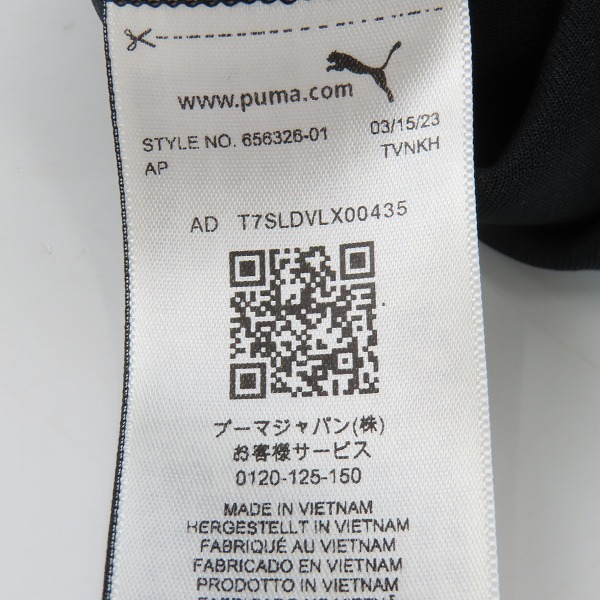 www.puma.com
STYLE NO. 656326-01 03/15/23
AP TVNKH
AD T7SLDVLX00435
プーマジャパン(株)
お客様サービス
0120-125-150
MADE IN VIETNAM
HERGESTELLT IN VIETNAM
FABRIQUÉ AU VIETNAM
FABRICADO EN VIETNAM
PRODOTTO IN VIETNAM